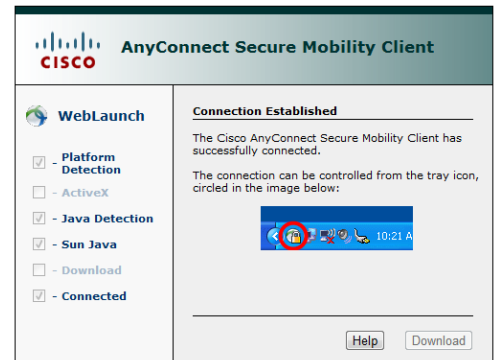 CISCO
AnyConnect Secure Mobility Client
WebLaunch
- Platform
Detection
- ActiveX
- Java Detection
- Sun Java
- Download
- Connected
Connection Established
The Cisco AnyConnect Secure Mobility Client has
successfully connected.
The connection can be controlled from the tray icon,
circled in the image below:
10:21 A
Help
Download